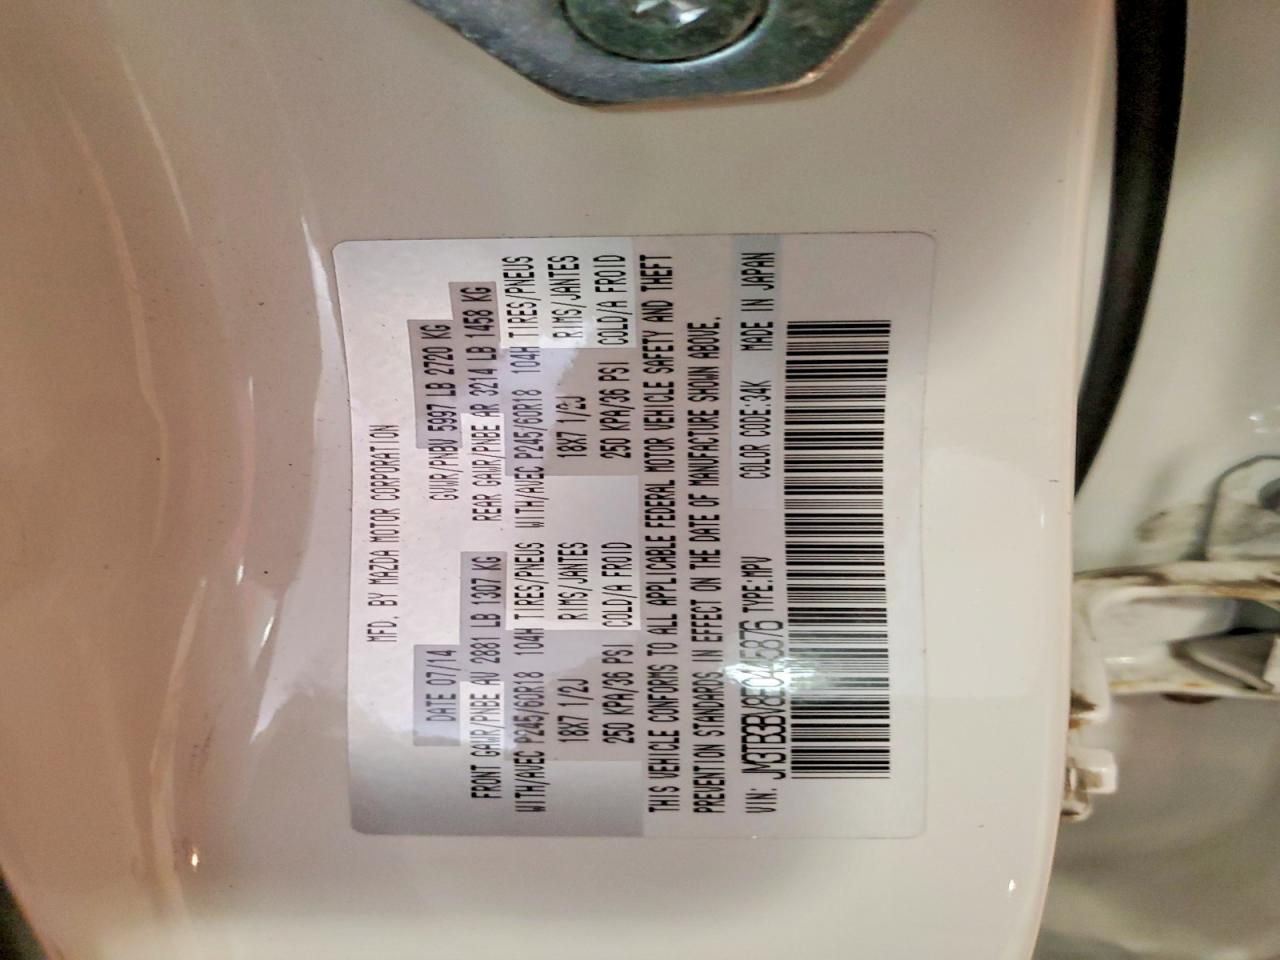 MFD. BY MAZDA MOTOR CORPORATION
DATE 07/14 GVWR/PNBV 5997 LB 2720 KG
FRONT GAWR/PNBE AV 2881 LB 1307 KG REAR GAWR/PNBE AR 3214 LB 1458 KG
WITH/AVEC P245/60R18 104H TIRES/PNEUS WITH/AVEC P245/60R18 104H TIRES/PNEUS
18X7 1/2J RIMS/JANTES 18X7 1/2J RIMS/JANTES
250 KPA/36 PSI COLD/A FROID 250 KPA/36 PSI COLD/A FROID
THIS VEHICLE CONFORMS TO ALL APPLICABLE FEDERAL MOTOR VEHICLE SAFETY AND THEFT
PREVENTION STANDARDS IN EFFECT ON THE DATE OF MANUFACTURE SHOWN ABOVE.
VIN: TYPE:MPV COLOR CODE:34K MADE IN JAPAN